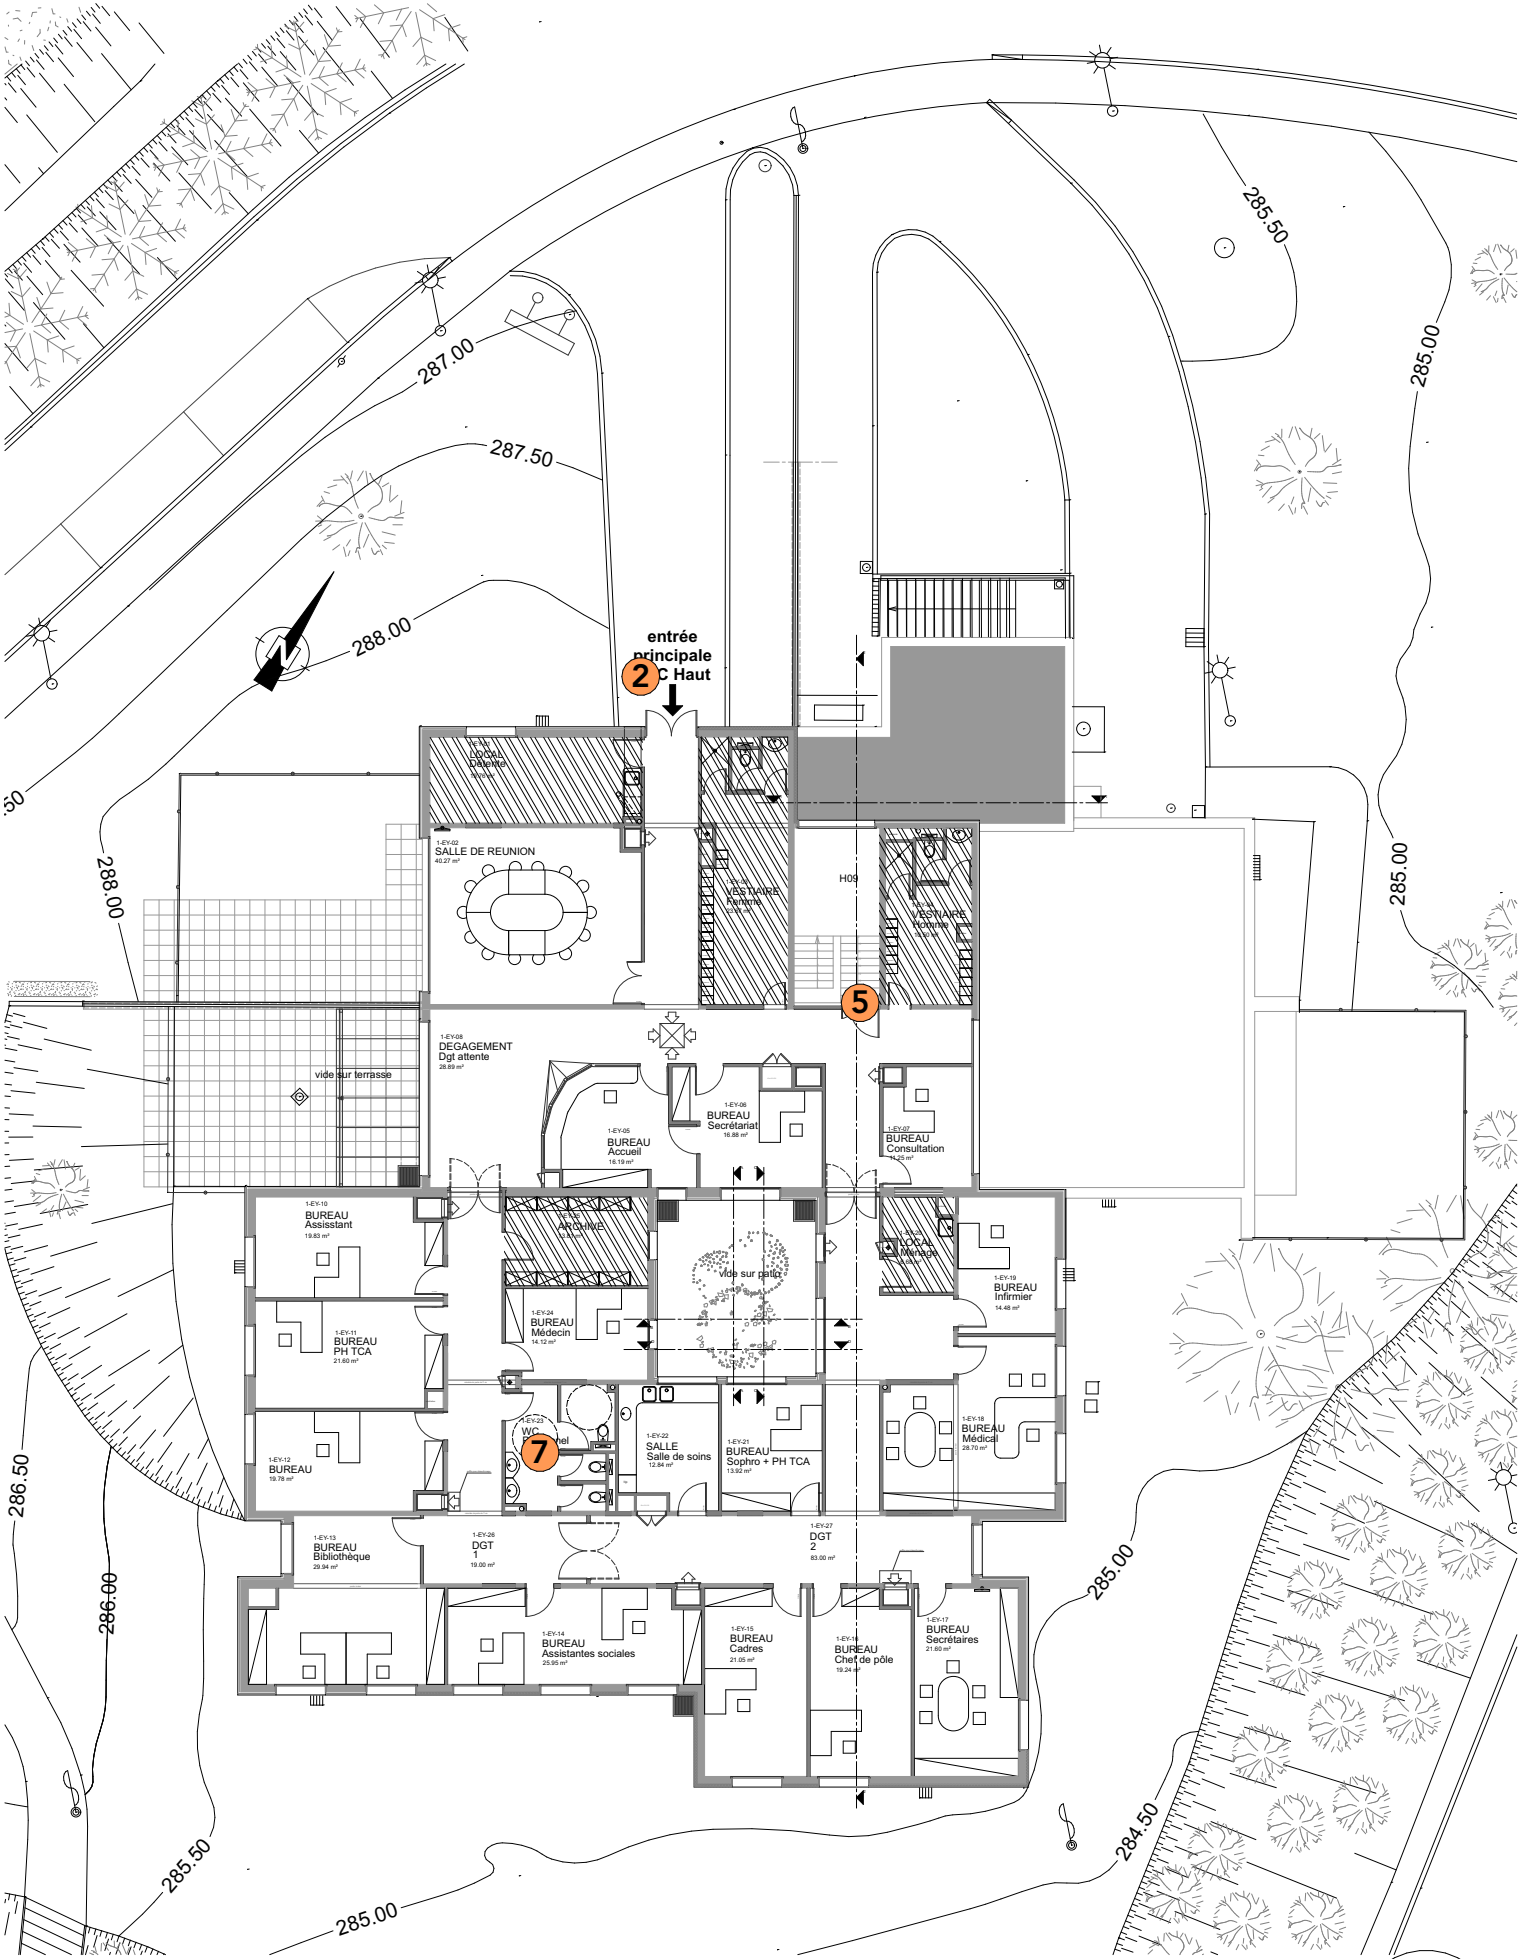 285.50
285.00
287.00
287.50
288.00
N
entrée
principale
C Haut
2
.50
288.00
285.00
LOCAL
Détente
1-EY-02
SALLE DE REUNION
40.27 m²
VESTIAIRE
Femme
H09
VESTIAIRE
Homme
5
1-EY-08
DEGAGEMENT
Dgt attente
28.89 m²
vide sur terrasse
1-EY-05
BUREAU
Accueil
16.19 m²
1-EY-06
BUREAU
Secrétariat
16.88 m²
1-EY-07
BUREAU
Consultation
11.25 m²
1-EY-10
BUREAU
Assisstant
19.83 m²
ARCHIVE
vide sur patio
LOCAL
Ménage
1-EY-19
BUREAU
Infirmier
14.48 m²
1-EY-11
BUREAU
PH TCA
21.60 m²
1-EY-24
BUREAU
Médecin
14.12 m²
1-EY-12
BUREAU
19.78 m²
1-EY-23
WC
7
1-EY-22
SALLE
Salle de soins
12.84 m²
1-EY-21
BUREAU
Sophro + PH TCA
13.92 m²
1-EY-18
BUREAU
Médical
28.70 m²
286.50
286.00
1-EY-13
BUREAU
Bibliothèque
29.94 m²
1-EY-26
DGT
1
19.00 m²
1-EY-27
DGT
2
83.00 m²
285.00
1-EY-14
BUREAU
Assistantes sociales
25.95 m²
1-EY-15
BUREAU
Cadres
21.05 m²
1-EY-16
BUREAU
Chef de pôle
19.24 m²
1-EY-17
BUREAU
Secrétaires
21.60 m²
285.50
285.00
284.50